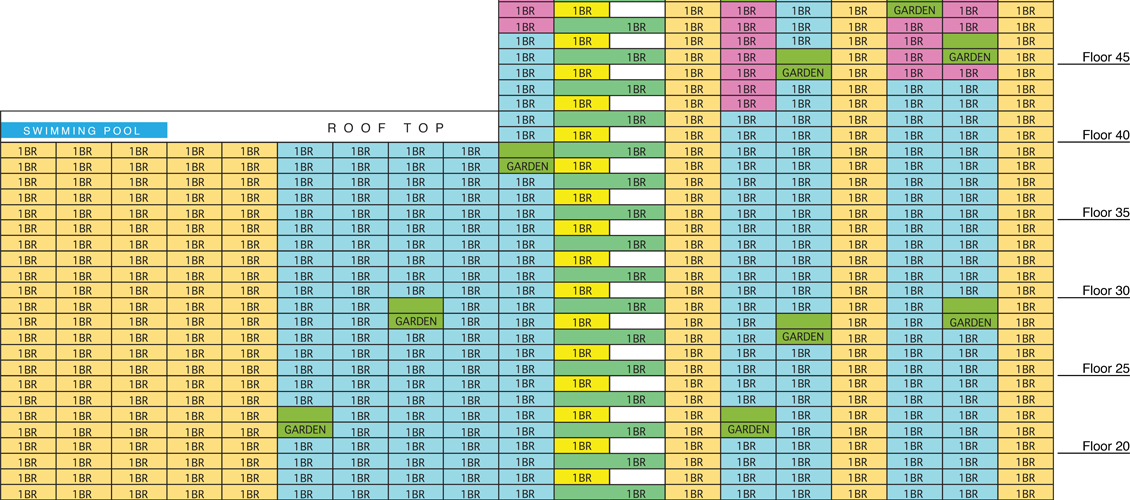 1BR 1BR 1BR 1BR 1BR 1BR GARDEN 1BR 1BR
1BR 1BR 1BR 1BR 1BR 1BR 1BR 1BR 1BR
1BR 1BR 1BR 1BR 1BR 1BR 1BR 1BR
1BR 1BR 1BR 1BR 1BR 1BR GARDEN 1BR Floor 45
1BR 1BR 1BR 1BR GARDEN 1BR 1BR 1BR 1BR
1BR 1BR 1BR 1BR 1BR 1BR 1BR 1BR 1BR
1BR 1BR 1BR 1BR 1BR 1BR 1BR 1BR 1BR
1BR 1BR 1BR 1BR 1BR 1BR 1BR 1BR 1BR
SWIMMING POOL ROOF TOP 1BR 1BR 1BR 1BR 1BR 1BR 1BR 1BR 1BR Floor 40
1BR 1BR 1BR 1BR 1BR 1BR 1BR 1BR 1BR 1BR 1BR 1BR 1BR 1BR 1BR 1BR 1BR
1BR 1BR 1BR 1BR 1BR 1BR 1BR 1BR 1BR GARDEN 1BR 1BR 1BR 1BR 1BR 1BR 1BR 1BR
1BR 1BR 1BR 1BR 1BR 1BR 1BR 1BR 1BR 1BR 1BR 1BR 1BR 1BR 1BR 1BR 1BR 1BR
1BR 1BR 1BR 1BR 1BR 1BR 1BR 1BR 1BR 1BR 1BR 1BR 1BR 1BR 1BR 1BR 1BR 1BR
1BR 1BR 1BR 1BR 1BR 1BR 1BR 1BR 1BR 1BR 1BR 1BR 1BR 1BR 1BR 1BR 1BR 1BR Floor 35
1BR 1BR 1BR 1BR 1BR 1BR 1BR 1BR 1BR 1BR 1BR 1BR 1BR 1BR 1BR 1BR 1BR 1BR
1BR 1BR 1BR 1BR 1BR 1BR 1BR 1BR 1BR 1BR 1BR 1BR 1BR 1BR 1BR 1BR 1BR 1BR
1BR 1BR 1BR 1BR 1BR 1BR 1BR 1BR 1BR 1BR 1BR 1BR 1BR 1BR 1BR 1BR 1BR 1BR
1BR 1BR 1BR 1BR 1BR 1BR 1BR 1BR 1BR 1BR 1BR 1BR 1BR 1BR 1BR 1BR 1BR 1BR
1BR 1BR 1BR 1BR 1BR 1BR 1BR 1BR 1BR 1BR 1BR 1BR 1BR 1BR 1BR 1BR 1BR 1BR Floor 30
1BR 1BR 1BR 1BR 1BR 1BR 1BR 1BR 1BR 1BR 1BR 1BR 1BR 1BR 1BR 1BR
1BR 1BR 1BR 1BR 1BR 1BR 1BR GARDEN 1BR 1BR 1BR 1BR 1BR 1BR 1BR GARDEN 1BR
1BR 1BR 1BR 1BR 1BR 1BR 1BR 1BR 1BR 1BR 1BR 1BR 1BR GARDEN 1BR 1BR 1BR 1BR
1BR 1BR 1BR 1BR 1BR 1BR 1BR 1BR 1BR 1BR 1BR 1BR 1BR 1BR 1BR 1BR 1BR 1BR
1BR 1BR 1BR 1BR 1BR 1BR 1BR 1BR 1BR 1BR 1BR 1BR 1BR 1BR 1BR 1BR 1BR 1BR Floor 25
1BR 1BR 1BR 1BR 1BR 1BR 1BR 1BR 1BR 1BR 1BR 1BR 1BR 1BR 1BR 1BR 1BR 1BR
1BR 1BR 1BR 1BR 1BR 1BR 1BR 1BR 1BR 1BR 1BR 1BR 1BR 1BR 1BR 1BR 1BR 1BR
1BR 1BR 1BR 1BR 1BR 1BR 1BR 1BR 1BR 1BR 1BR 1BR 1BR 1BR 1BR 1BR
1BR 1BR 1BR 1BR 1BR GARDEN 1BR 1BR 1BR 1BR 1BR 1BR GARDEN 1BR 1BR 1BR 1BR 1BR
1BR 1BR 1BR 1BR 1BR 1BR 1BR 1BR 1BR 1BR 1BR 1BR 1BR 1BR 1BR 1BR 1BR 1BR Floor 20
1BR 1BR 1BR 1BR 1BR 1BR 1BR 1BR 1BR 1BR 1BR 1BR 1BR 1BR 1BR 1BR 1BR 1BR
1BR 1BR 1BR 1BR 1BR 1BR 1BR 1BR 1BR 1BR 1BR 1BR 1BR 1BR 1BR 1BR 1BR 1BR
1BR 1BR 1BR 1BR 1BR 1BR 1BR 1BR 1BR 1BR 1BR 1BR 1BR 1BR 1BR 1BR 1BR 1BR